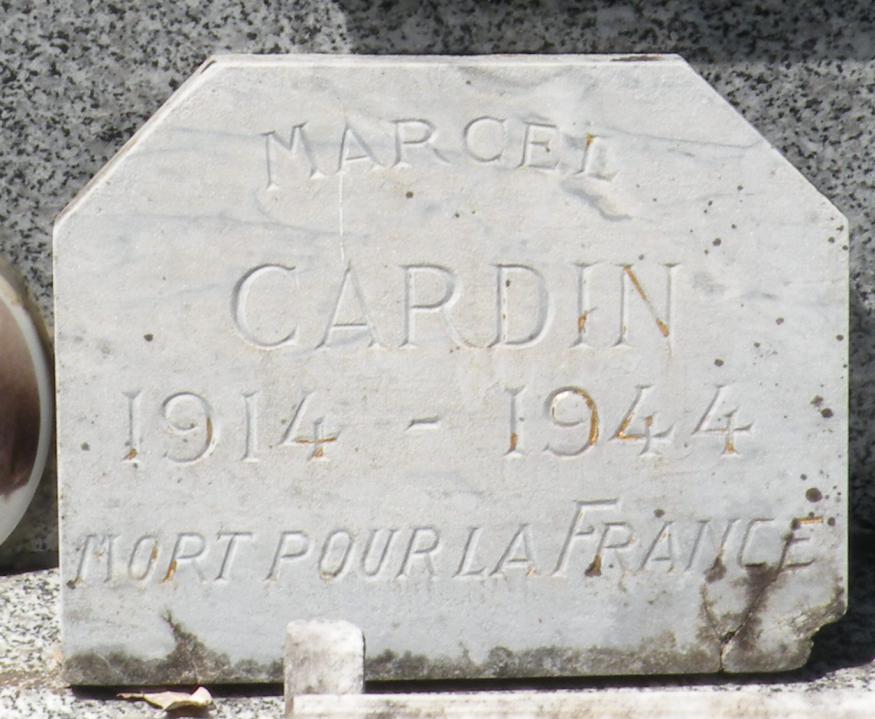 MARCEL
CARDIN
1914 - 1944
MORT POUR LA FRANCE